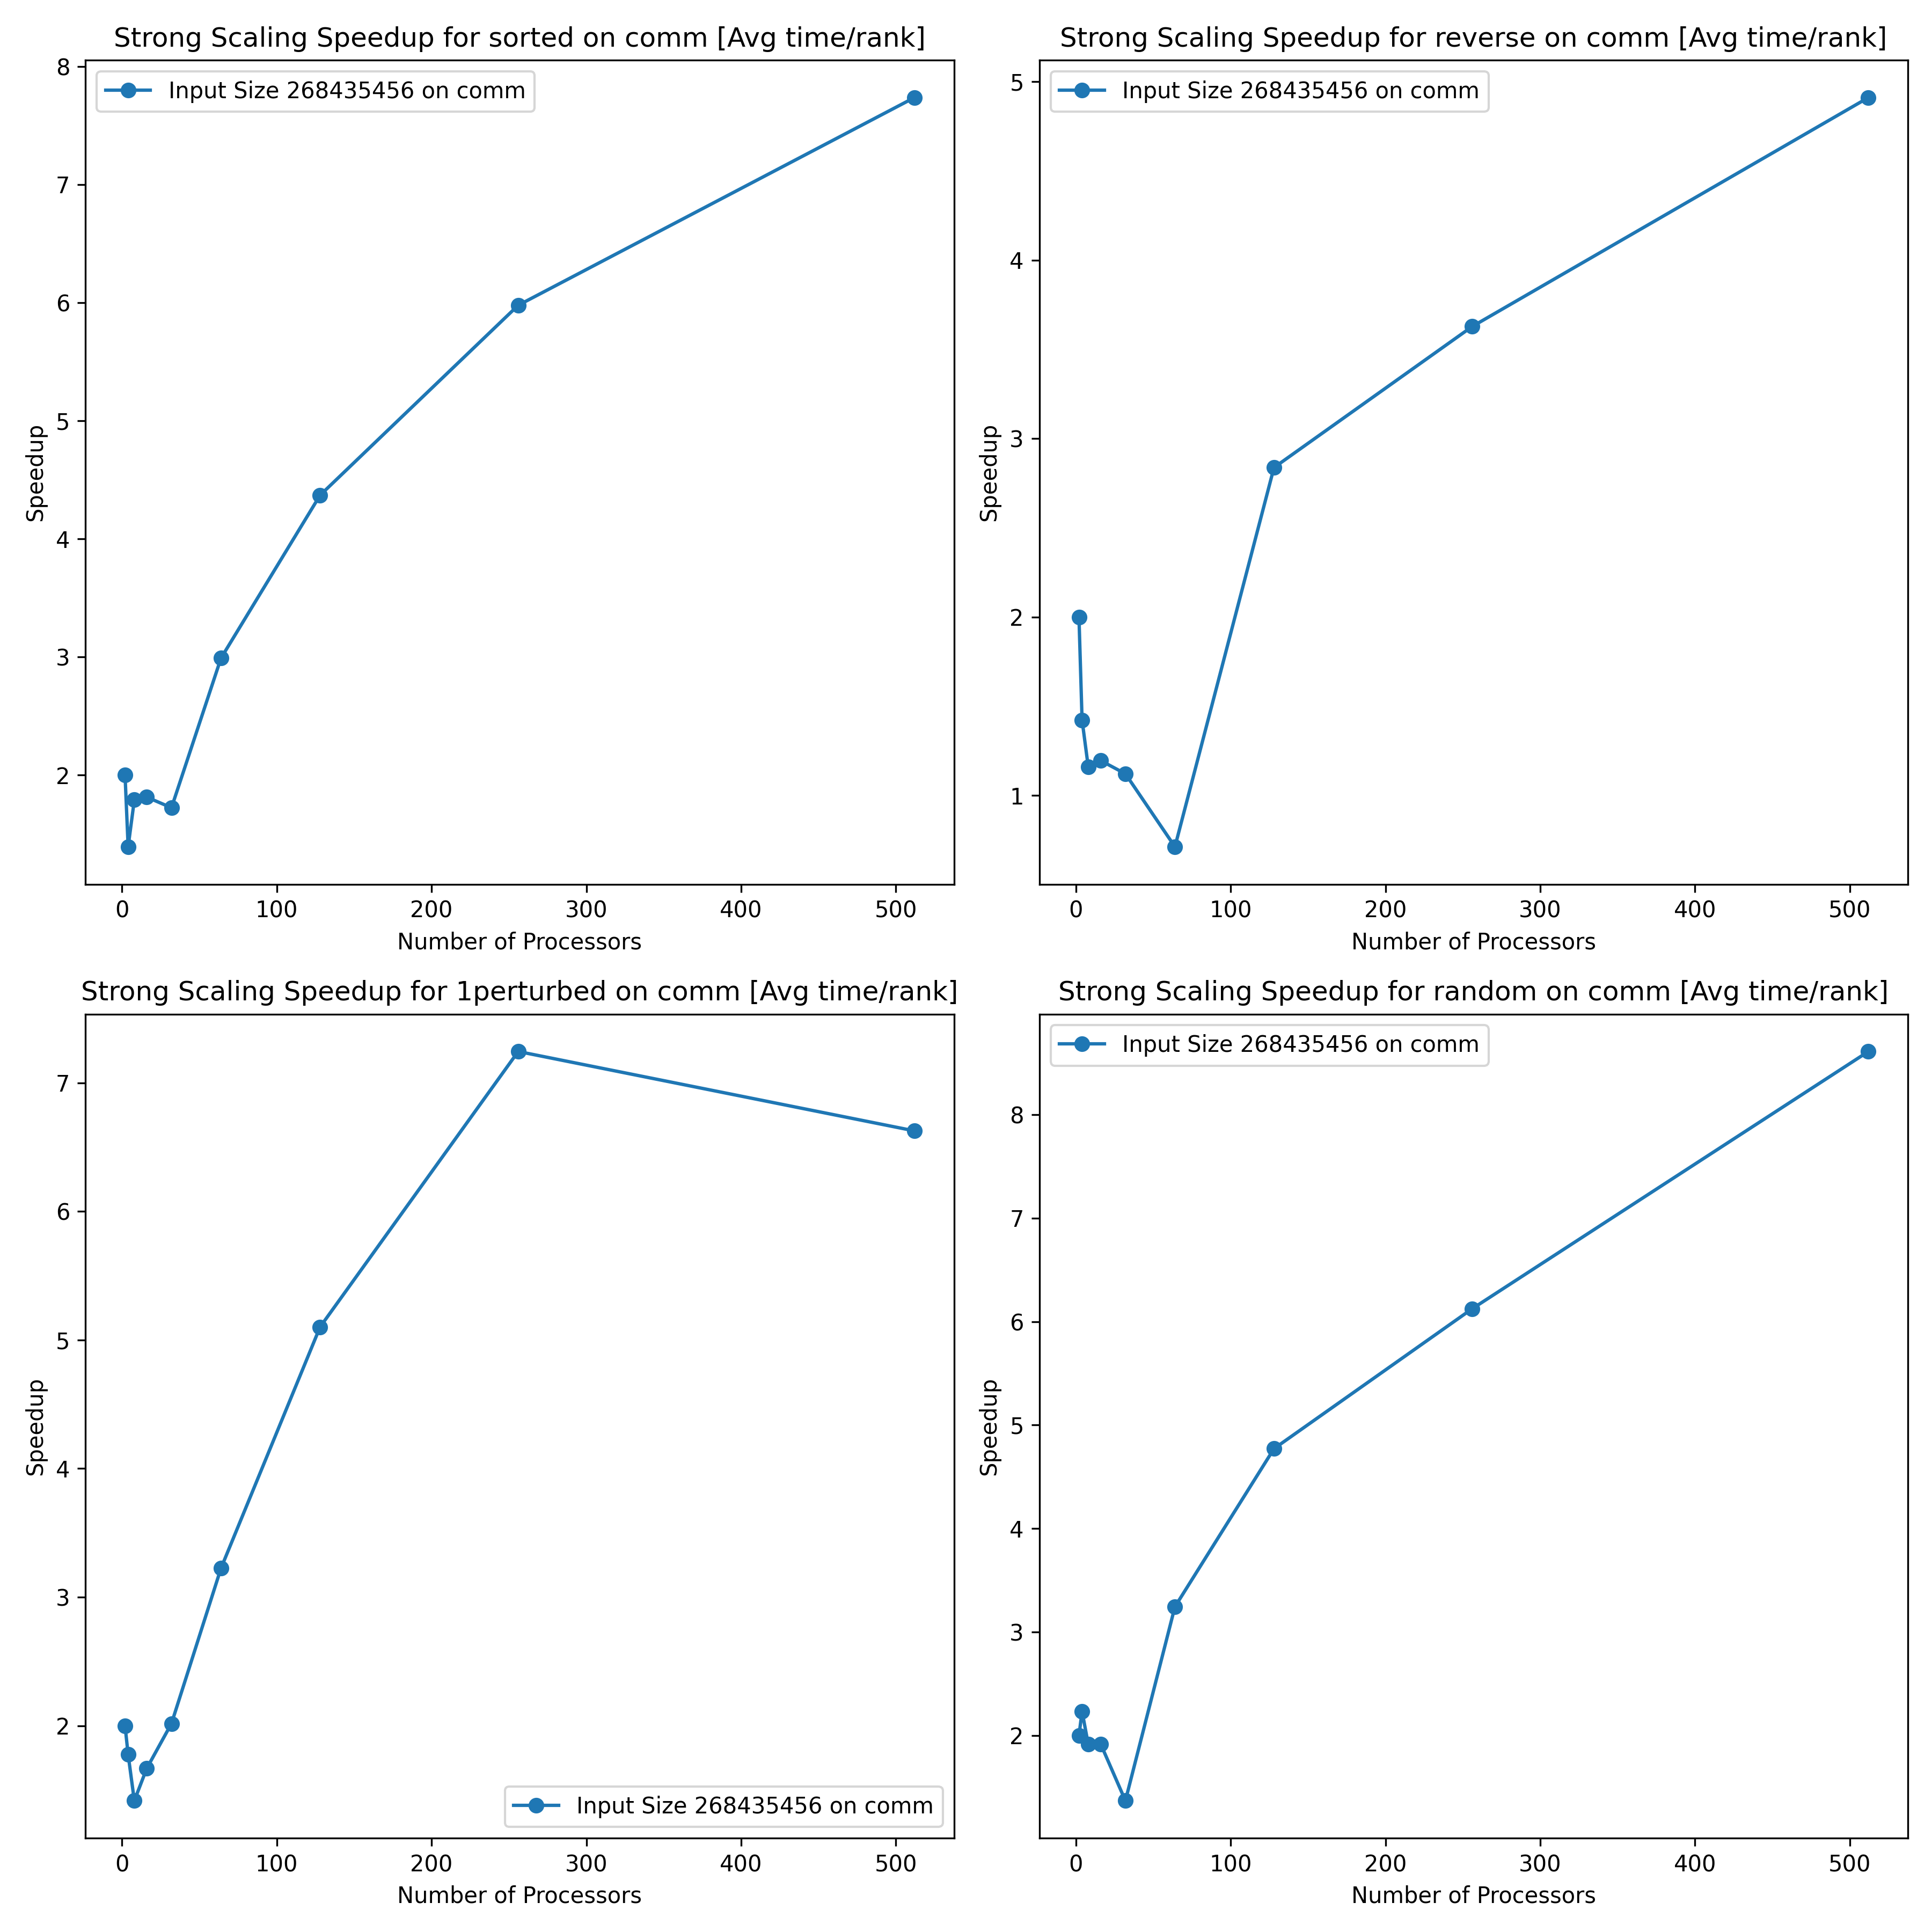 Strong Scaling Speedup for sorted on comm [Avg time/rank]
Input Size 268435456 on comm
8
7
6
5
4
3
2
Speedup
0 100 200 300 400 500
Number of Processors
Strong Scaling Speedup for reverse on comm [Avg time/rank]
Input Size 268435456 on comm
5
4
3
2
1
Speedup
0 100 200 300 400 500
Number of Processors
Strong Scaling Speedup for 1perturbed on comm [Avg time/rank]
7
6
5
4
3
2
Speedup
Input Size 268435456 on comm
0 100 200 300 400 500
Number of Processors
Strong Scaling Speedup for random on comm [Avg time/rank]
Input Size 268435456 on comm
8
7
6
5
4
3
2
Speedup
0 100 200 300 400 500
Number of Processors